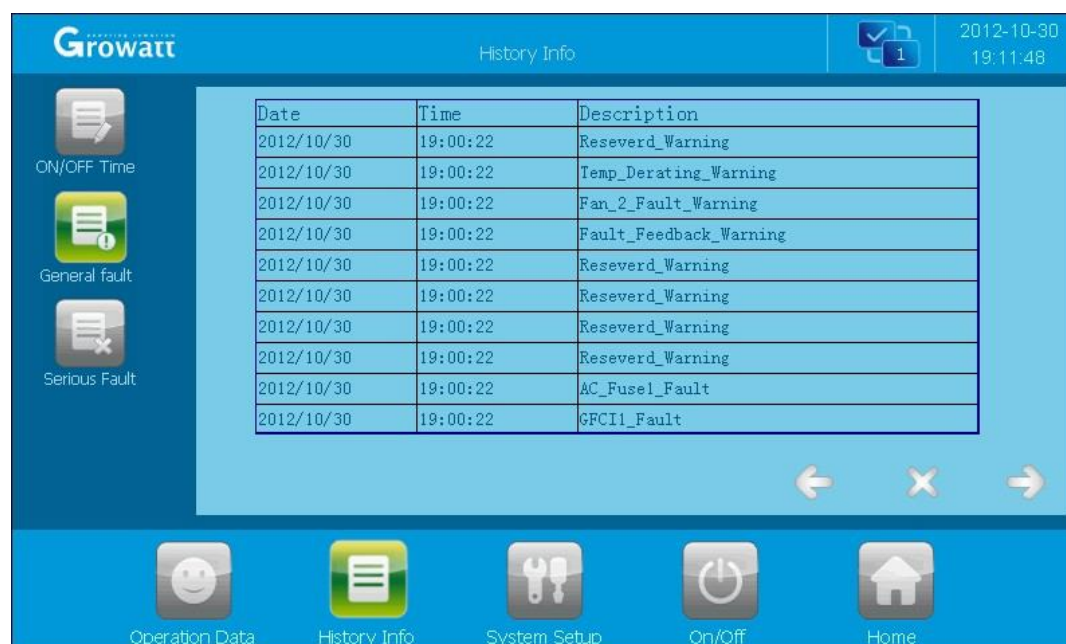 Growatt
History Info
1
2012-10-30
19:11:48
ON/OFF Time
General fault
Serious Fault
Date Time Description
2012/10/30 19:00:22 Reseverd_Warning
2012/10/30 19:00:22 Temp_Derating_Warning
2012/10/30 19:00:22 Fan_2_Fault_Warning
2012/10/30 19:00:22 Fault_Feedback_Warning
2012/10/30 19:00:22 Reseverd_Warning
2012/10/30 19:00:22 Reseverd_Warning
2012/10/30 19:00:22 Reseverd_Warning
2012/10/30 19:00:22 Reseverd_Warning
2012/10/30 19:00:22 AC_Fuse1_Fault
2012/10/30 19:00:22 GFCI1_Fault
Operation Data
History Info
System Setup
On/Off
Home